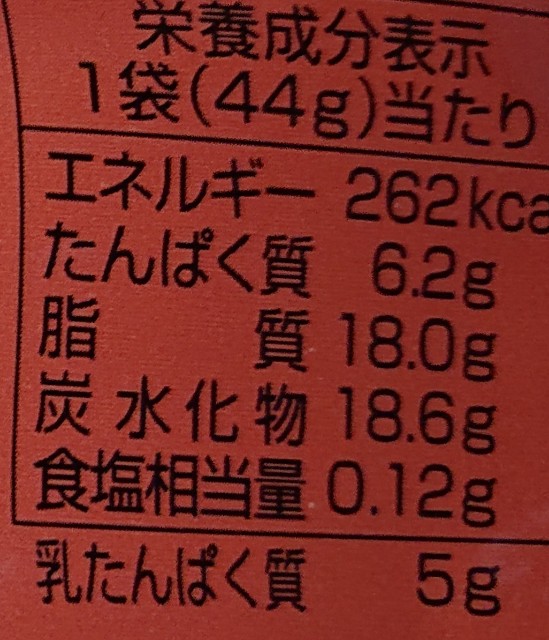 栄養成分表示
1袋(44g)当たり
エネルギー 262kca
たんぱく質 6.2g
脂質 18.0g
炭水化物 18.6g
食塩相当量 0.12g
乳たんぱく質 5g